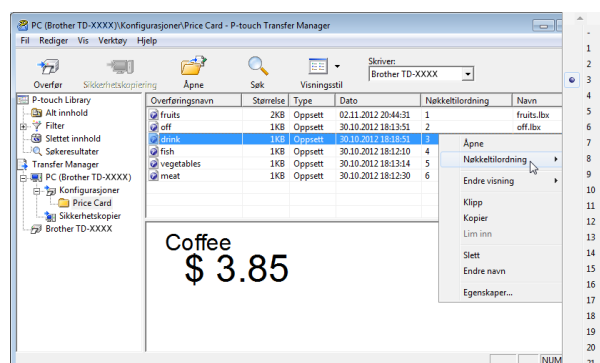 PC (Brother TD-XXXX)\Konfigurasjoner\Price Card - P-touch Transfer Manager
Fil Rediger Vis Verktøy Hjelp
Skriver:
Brother TD-XXXX
Overfør Sikkerhetskopiering Åpne Søk Visningsstil
P-touch Library
Alt innhold
Filter
Slettet innhold
Søkeresultater
Transfer Manager
PC (Brother TD-XXXX)
Konfigurasjoner
Price Card
Sikkerhetskopier
Brother TD-XXXX
Overføringsnavn Størrelse Type Dato Nøkkeltilordning Navn
fruits 2KB Oppsett 02.11.2012 20:44:31 1 fruits.lbx
off 1KB Oppsett 30.10.2012 18:13:51 2 off.lbx
drink 1KB Oppsett 30.10.2012 18:18:51 3
fish 1KB Oppsett 30.10.2012 18:12:10 4
vegetables 1KB Oppsett 30.10.2012 18:13:14 5
meat 1KB Oppsett 30.10.2012 18:12:30 6
Åpne
Nøkkeltilordning
Endre visning
Klipp
Kopier
Lim inn
Slett
Endre navn
Egenskaper...
Coffee
$ 3.85
NUM
-
1
2
3
4
5
6
7
8
9
10
11
12
13
14
15
16
17
18
19
20